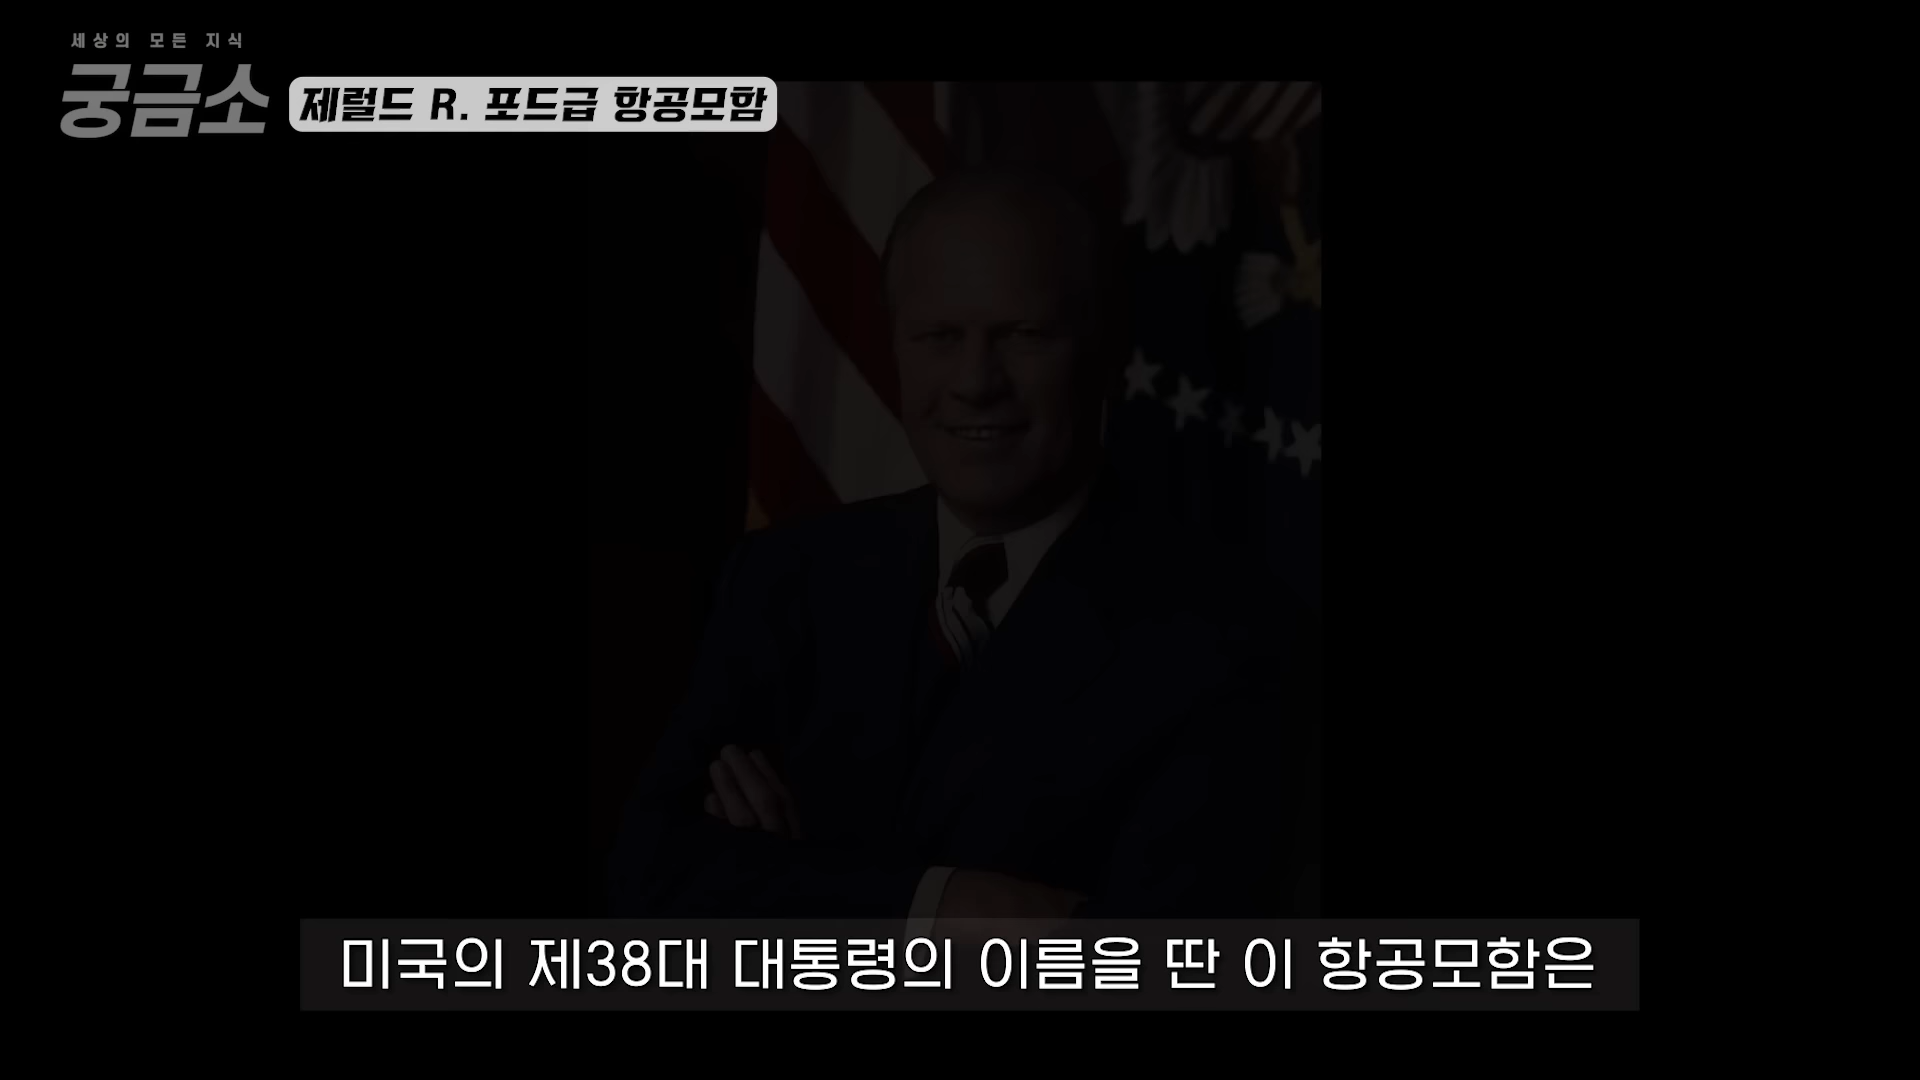 세상의 모든 지식
궁금소
제럴드 R. 포드급 항공모함
미국의 제38대 대통령의 이름을 딴 이 항공모함은